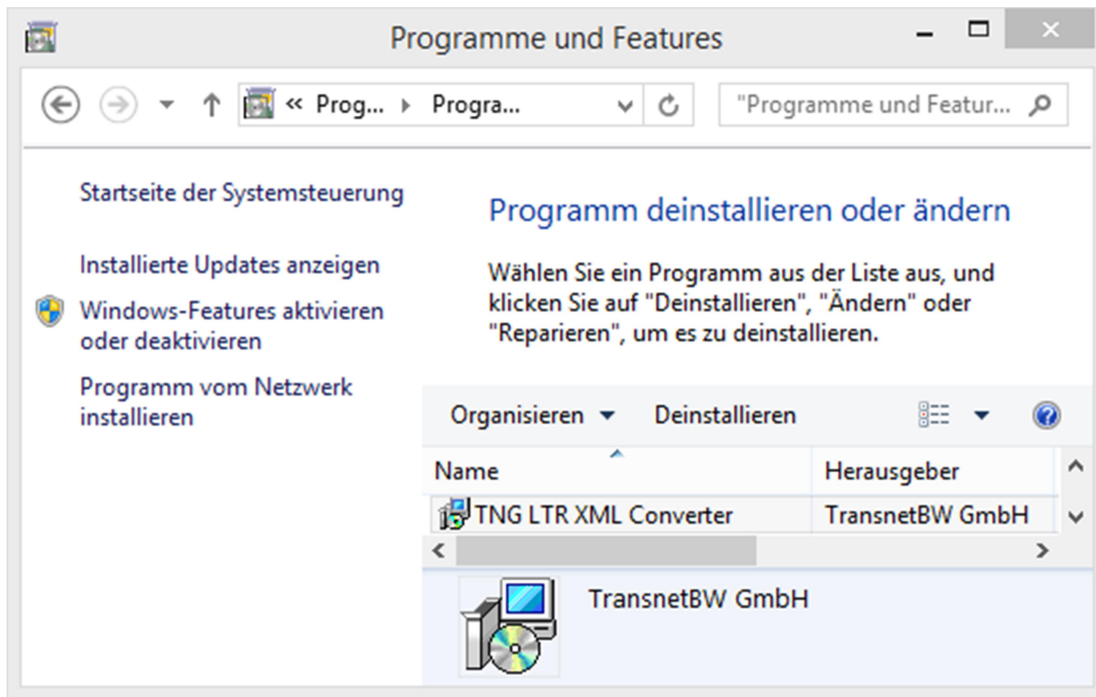 Programme und Features
« Prog... Progra... "Programme und Featur...
Startseite der Systemsteuerung
Installierte Updates anzeigen
Windows-Features aktivieren
oder deaktivieren
Programm vom Netzwerk
installieren
Programm deinstallieren oder ändern
Wählen Sie ein Programm aus der Liste aus, und
klicken Sie auf "Deinstallieren", "Ändern" oder
"Reparieren", um es zu deinstallieren.
Organisieren Deinstallieren
Name Herausgeber
TNG LTR XML Converter TransnetBW GmbH
TransnetBW GmbH